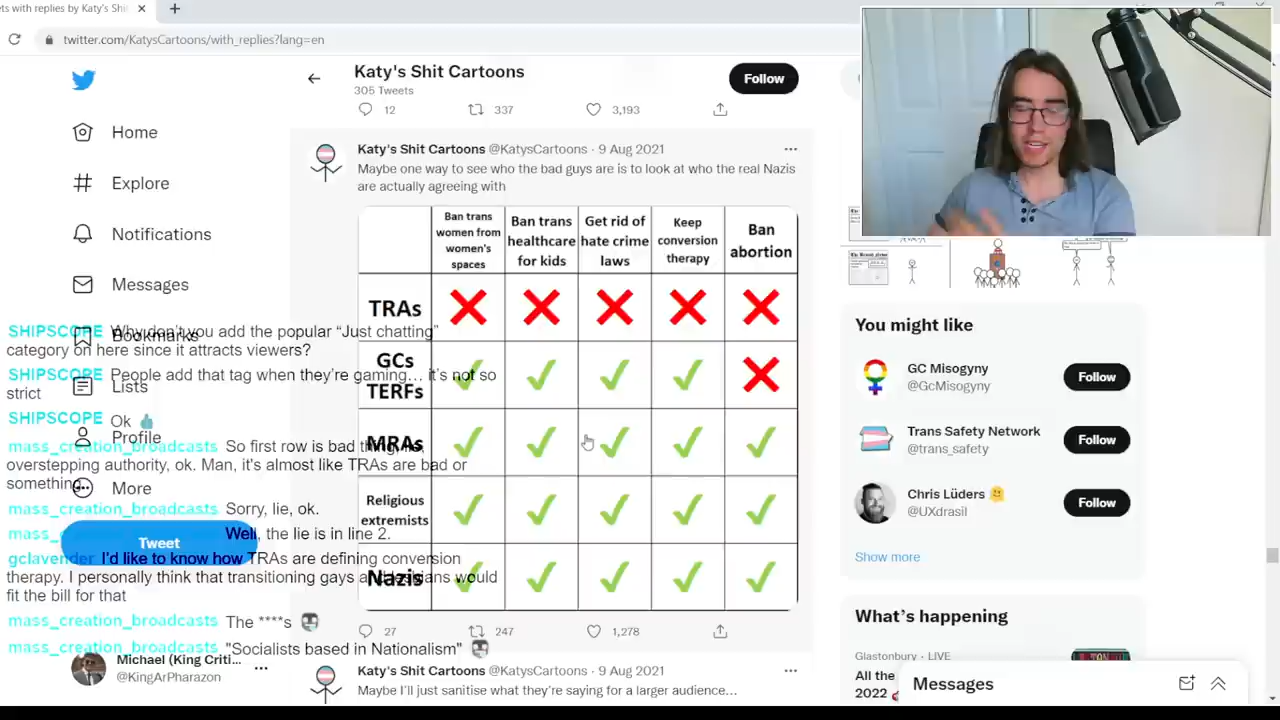 ts with replies by Katy's Shi
twitter.com/KatysCartoons/with_replies?lang=en
Home
Explore
Notifications
Messages
Bookmarks
Lists
Profile
More
Tweet
Michael (King Criti...
@KingArPharazon
SHIPSCOPE Why don't you add the popular “Just chatting”
category on here since it attracts viewers?
SHIPSCOPE People add that tag when they're gaming... it's not so
strict
SHIPSCOPE Ok
mass_creation_broadcasts So first row is bad thing, lie,
overstepping authority, ok. Man, it's almost like TRAs are bad or
something
mass_creation_broadcasts Sorry, lie, ok.
Well, the lie is in line 2.
gclavender I'd like to know how TRAs are defining conversion
therapy. I personally think that transitioning gays and lesbians would
fit the bill for that
mass_creation_broadcasts The ****s
mass_creation_broadcasts "Socialists based in Nationalism"
Katy's Shit Cartoons
305 Tweets
Follow
12 337 3,193
Katy's Shit Cartoons @KatysCartoons · 9 Aug 2021
Maybe one way to see who the bad guys are is to look at who the real Nazis
are actually agreeing with
Ban trans
women from
women's
spaces
Ban trans
healthcare
for kids
Get rid of
hate crime
laws
Keep
conversion
therapy
Ban
abortion
TRAs
GCs
TERFs
MRAs
Religious
extremists
Nazis
27 247 1,278
Katy's Shit Cartoons @KatysCartoons · 9 Aug 2021
Maybe I'll just sanitise what they're saying for a larger audience...
You might like
GC Misogyny
@GcMisogyny
Follow
Trans Safety Network
@trans_safety
Follow
Chris Lüders
@UXdrasil
Follow
Show more
What's happening
Glastonbury · LIVE
All the
2022
Messages